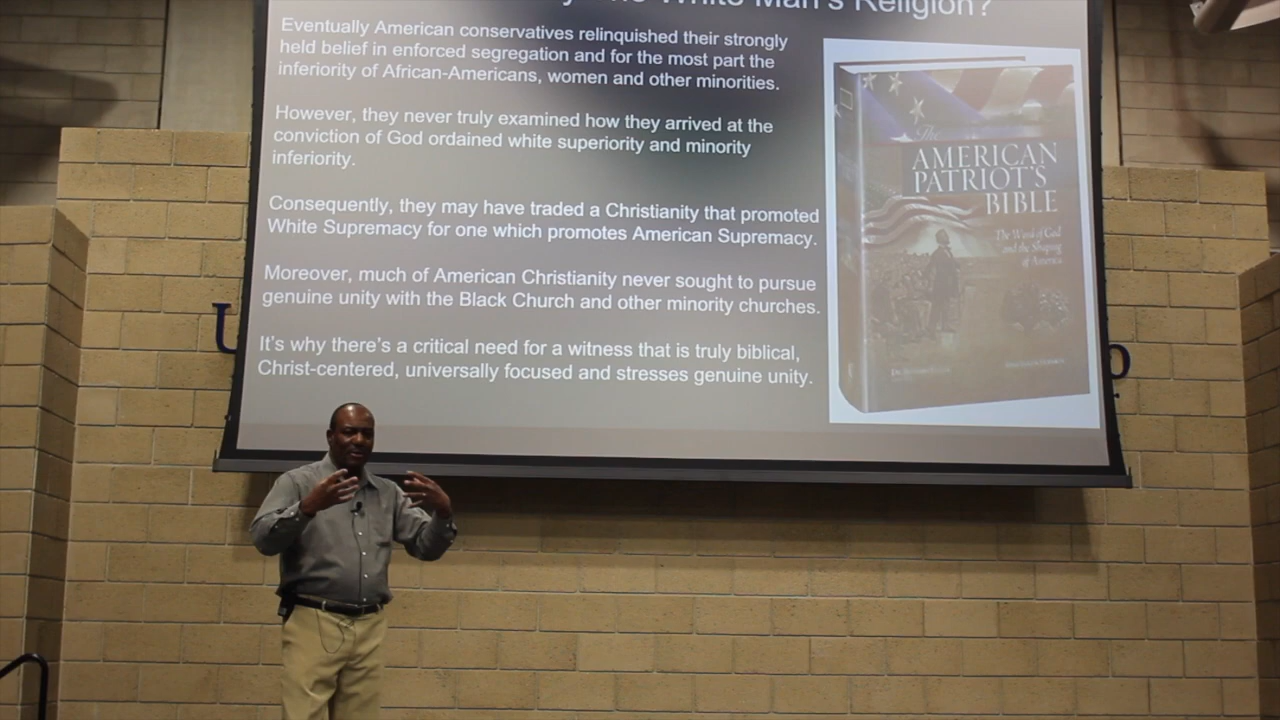 White Man's Religion?
Eventually American conservatives relinquished their strongly
held belief in enforced segregation and for the most part the
inferiority of African-Americans, women and other minorities.
However, they never truly examined how they arrived at the
conviction of God ordained white superiority and minority
inferiority.
Consequently, they may have traded a Christianity that promoted
White Supremacy for one which promotes American Supremacy.
Moreover, much of American Christianity never sought to pursue
genuine unity with the Black Church and other minority churches.
It's why there's a critical need for a witness that is truly biblical,
Christ-centered, universally focused and stresses genuine unity.
The
AMERICAN
PATRIOT'S
BIBLE
The Word of God
and the Shaping
of America
U